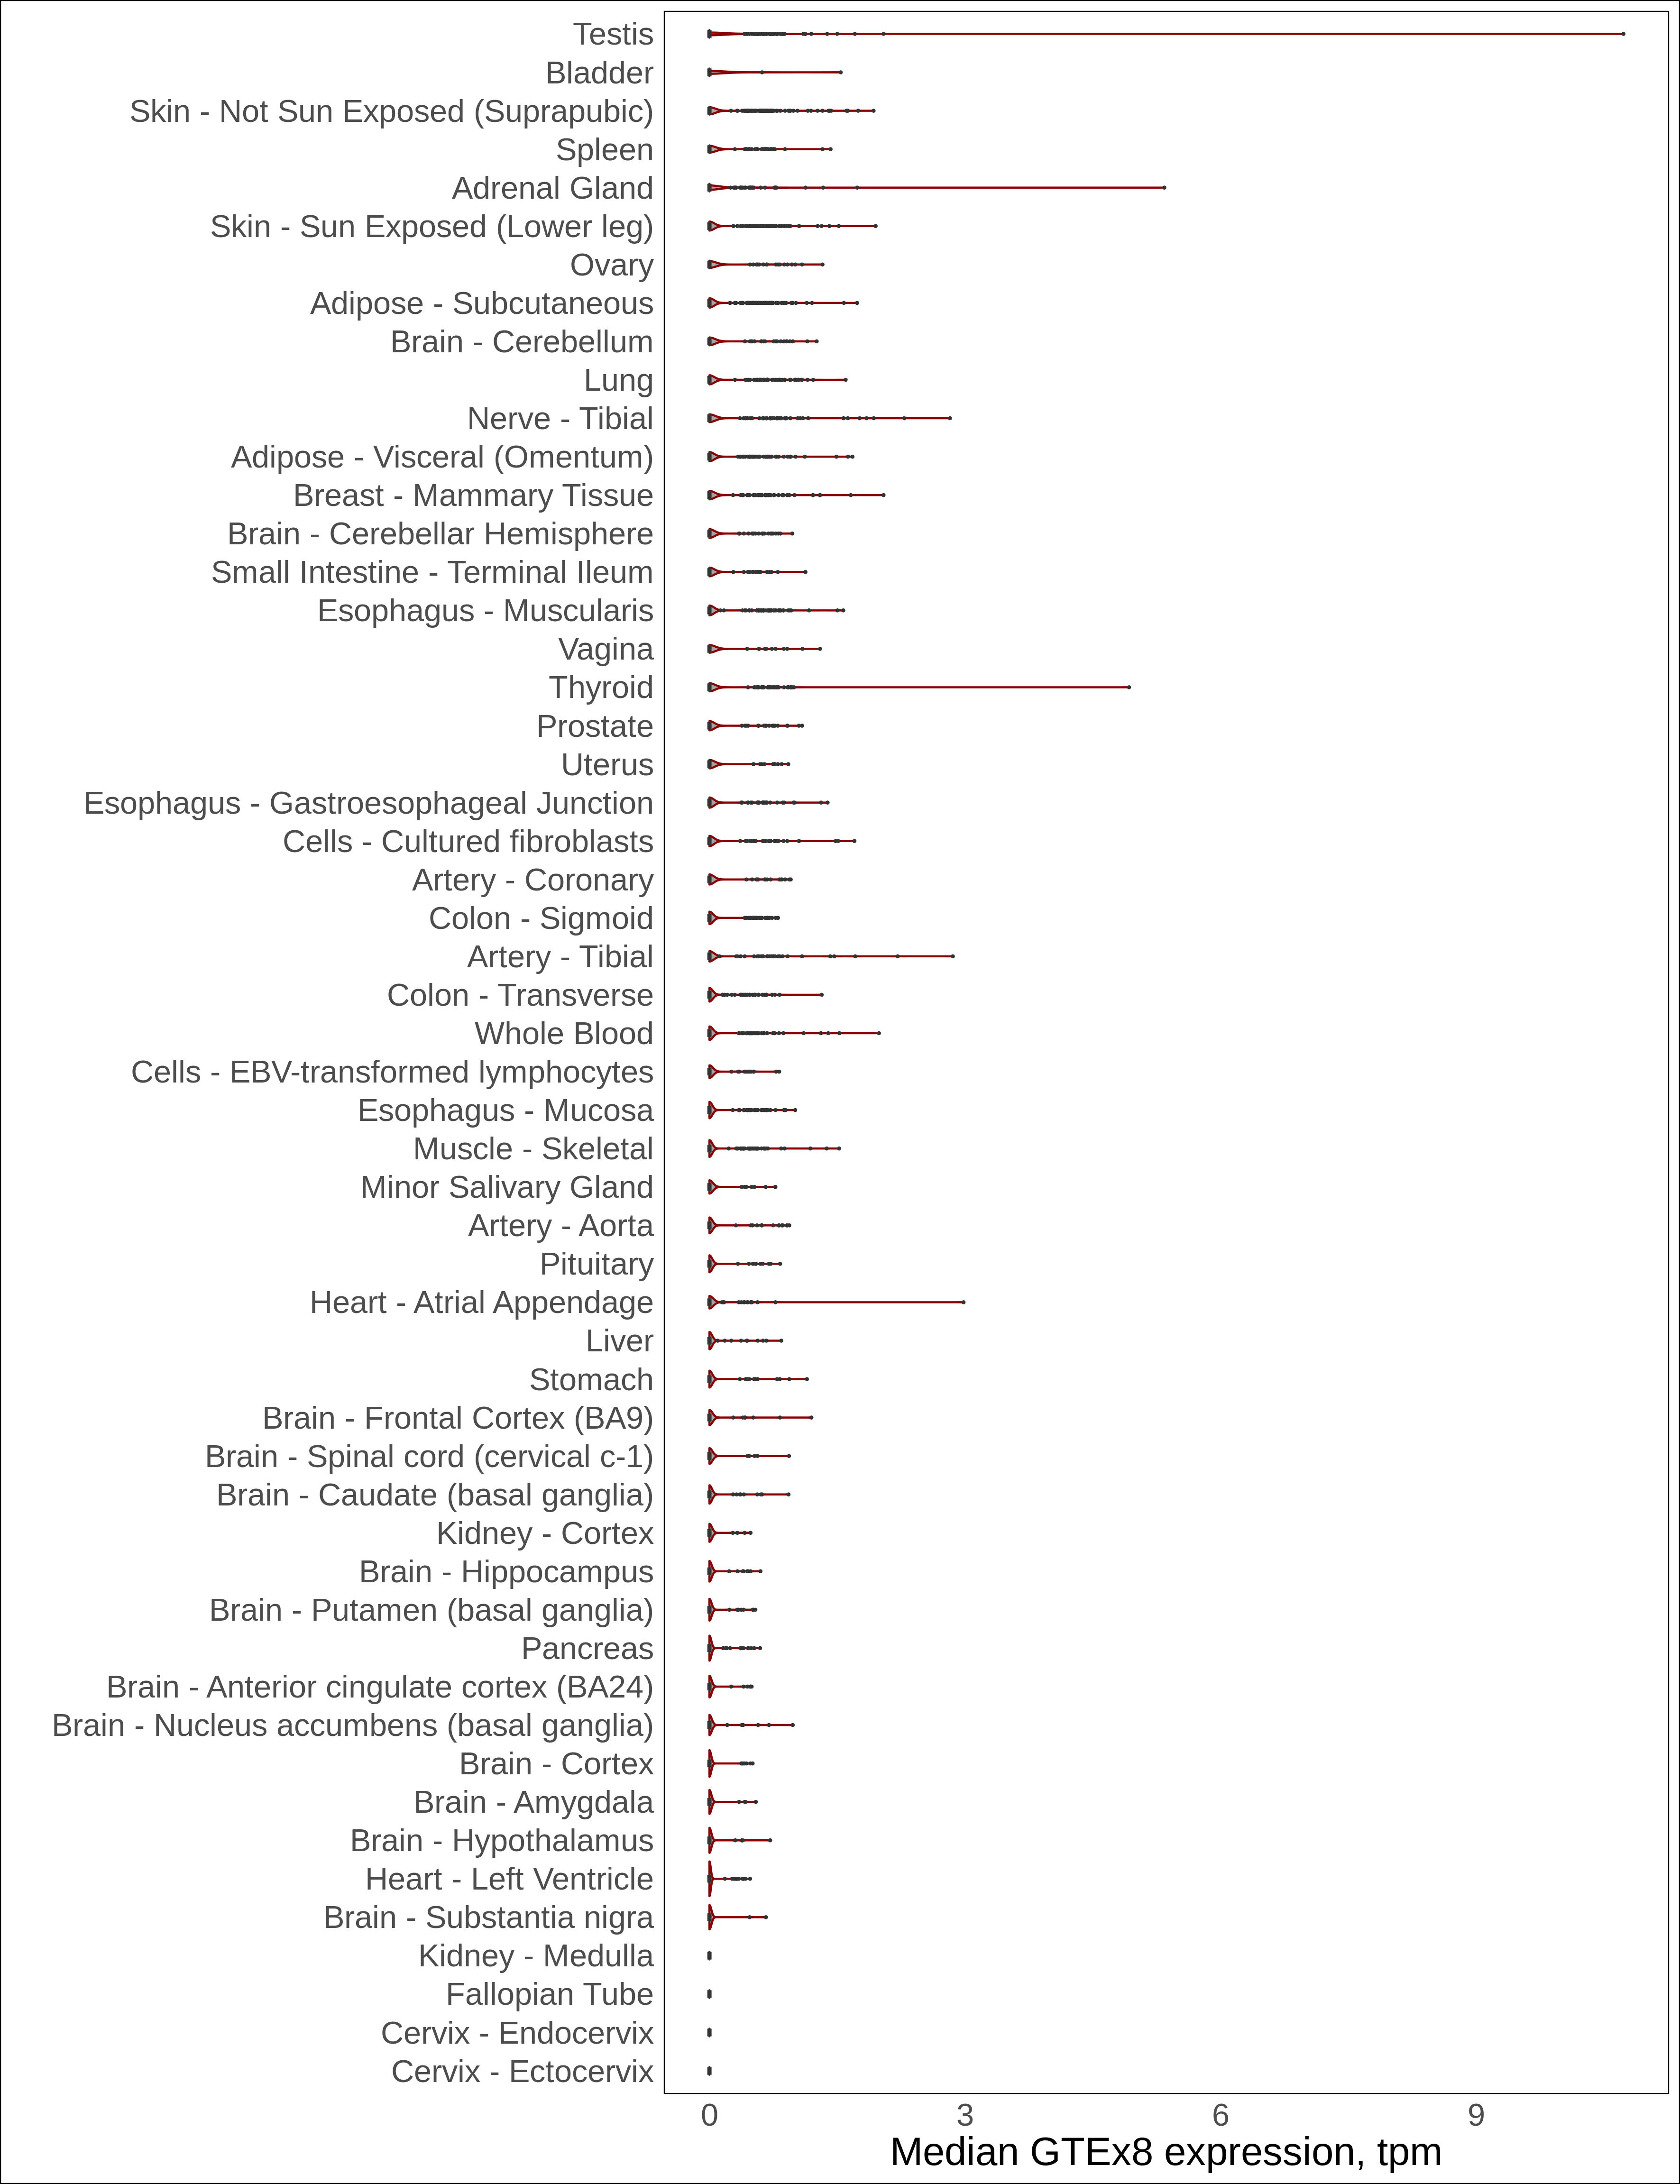 Testis
Bladder
Skin - Not Sun Exposed (Suprapubic)
Spleen
Adrenal Gland
Skin - Sun Exposed (Lower leg)
Ovary
Adipose - Subcutaneous
Brain - Cerebellum
Lung
Nerve - Tibial
Adipose - Visceral (Omentum)
Breast - Mammary Tissue
Brain - Cerebellar Hemisphere
Small Intestine - Terminal Ileum
Esophagus - Muscularis
Vagina
Thyroid
Prostate
Uterus
Esophagus - Gastroesophageal Junction
Cells - Cultured fibroblasts
Artery - Coronary
Colon - Sigmoid
Artery - Tibial
Colon - Transverse
Whole Blood
Cells - EBV-transformed lymphocytes
Esophagus - Mucosa
Muscle - Skeletal
Minor Salivary Gland
Artery - Aorta
Pituitary
Heart - Atrial Appendage
Liver
Stomach
Brain - Frontal Cortex (BA9)
Brain - Spinal cord (cervical c-1)
Brain - Caudate (basal ganglia)
Kidney - Cortex
Brain - Hippocampus
Brain - Putamen (basal ganglia)
Pancreas
Brain - Anterior cingulate cortex (BA24)
Brain - Nucleus accumbens (basal ganglia)
Brain - Cortex
Brain - Amygdala
Brain - Hypothalamus
Heart - Left Ventricle
Brain - Substantia nigra
Kidney - Medulla
Fallopian Tube
Cervix - Endocervix
Cervix - Ectocervix
0 3 6 9
Median GTEx8 expression, tpm